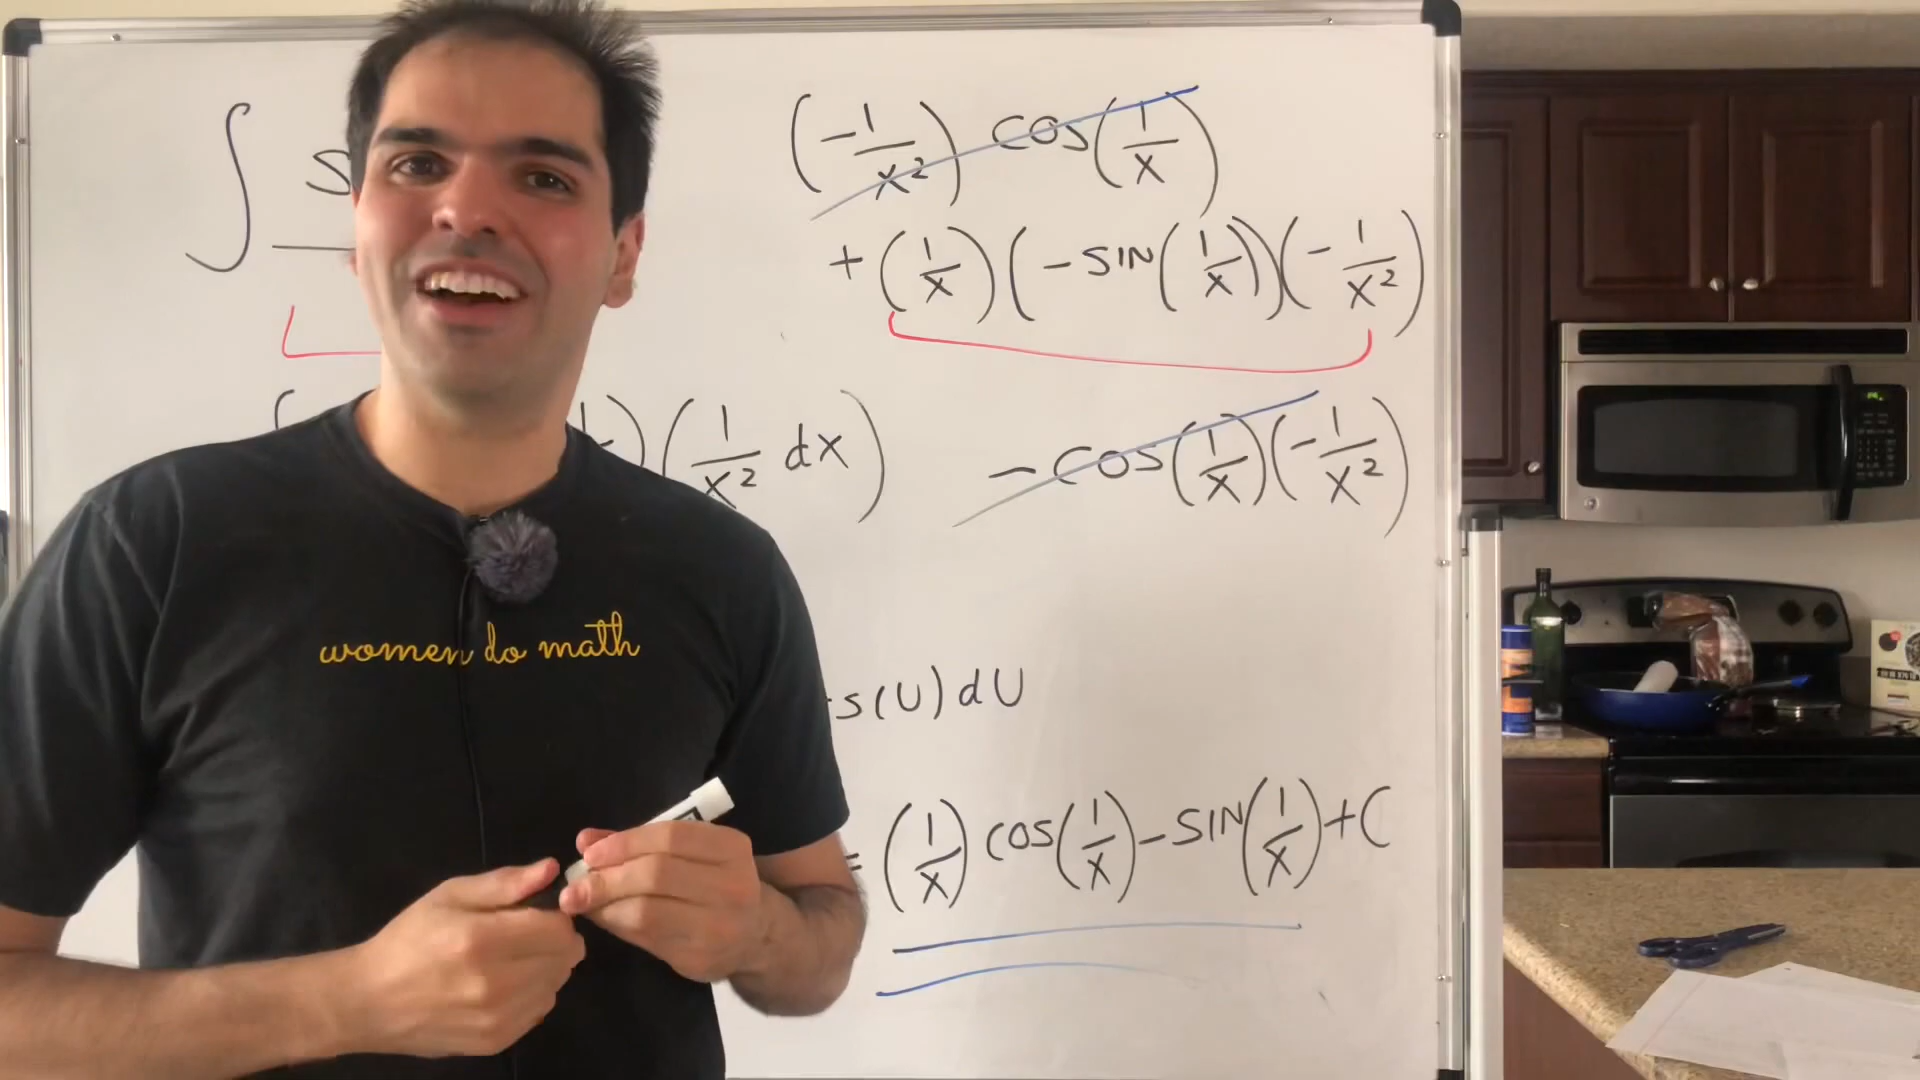 ∫ s
(-1/x²) cos(1/x)
+ (1/x)(-sin(1/x))(-1/x²)
(1/x² dx)
- cos(1/x)(-1/x²)
women do math
s(U) dU
= (1/x) cos(1/x) - sin(1/x) + C